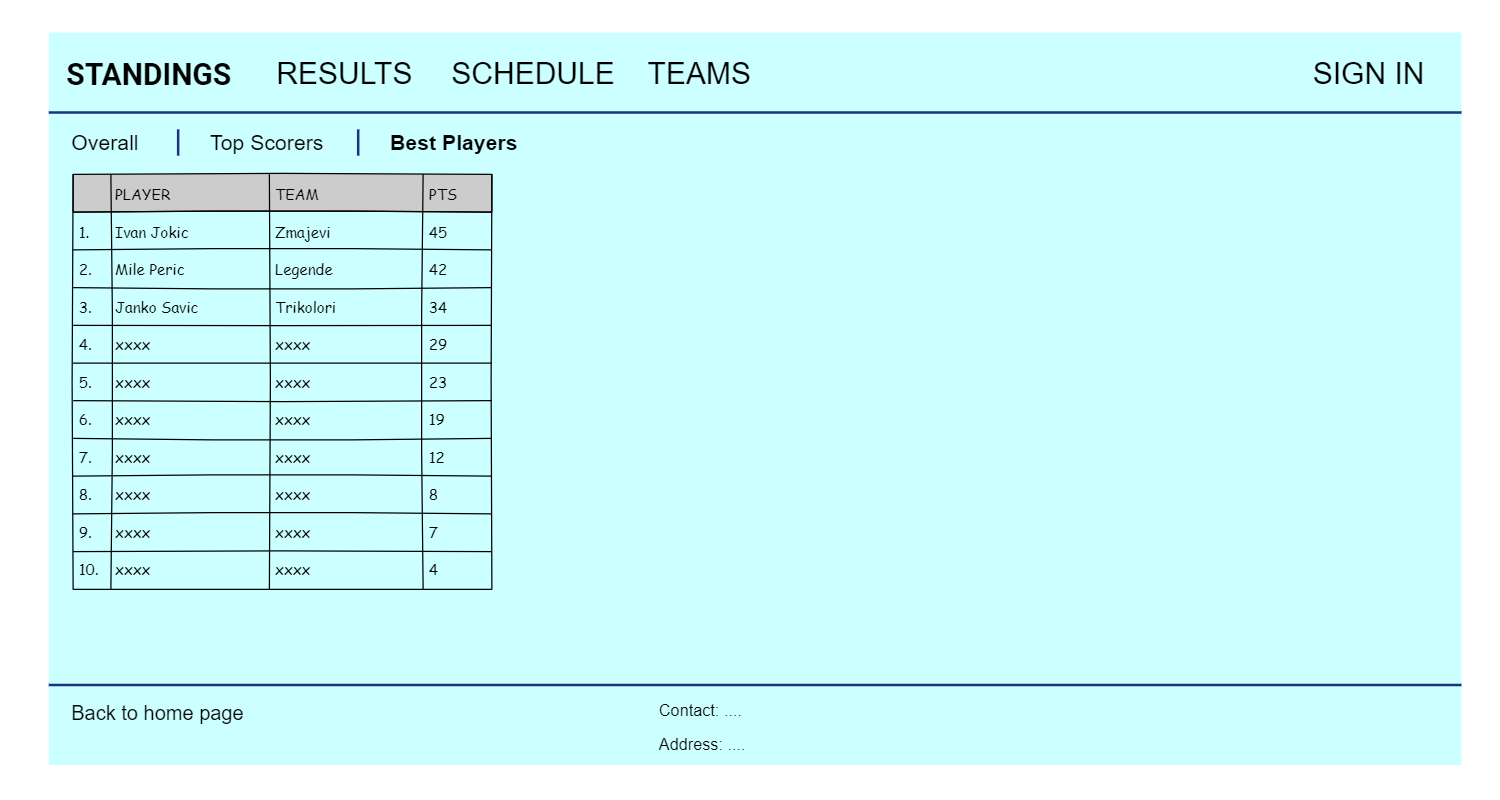 STANDINGS RESULTS SCHEDULE TEAMS SIGN IN
Overall Top Scorers Best Players
PLAYER TEAM PTS
1. Ivan Jokic Zmajevi 45
2. Mile Peric Legende 42
3. Janko Savic Trikolori 34
4. xxxx xxxx 29
5. xxxx xxxx 23
6. xxxx xxxx 19
7. xxxx xxxx 12
8. xxxx xxxx 8
9. xxxx xxxx 7
10. xxxx xxxx 4
Back to home page Contact: ....
Address: ....